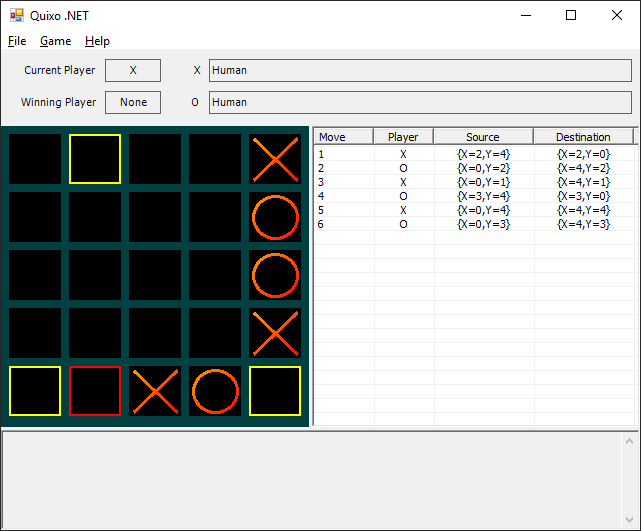 Quixo .NET
File Game Help
Current Player X X Human
Winning Player None O Human
Move Player Source Destination
1 X {X=2,Y=4} {X=2,Y=0}
2 O {X=0,Y=2} {X=4,Y=2}
3 X {X=0,Y=1} {X=4,Y=1}
4 O {X=3,Y=4} {X=3,Y=0}
5 X {X=0,Y=4} {X=4,Y=4}
6 O {X=0,Y=3} {X=4,Y=3}